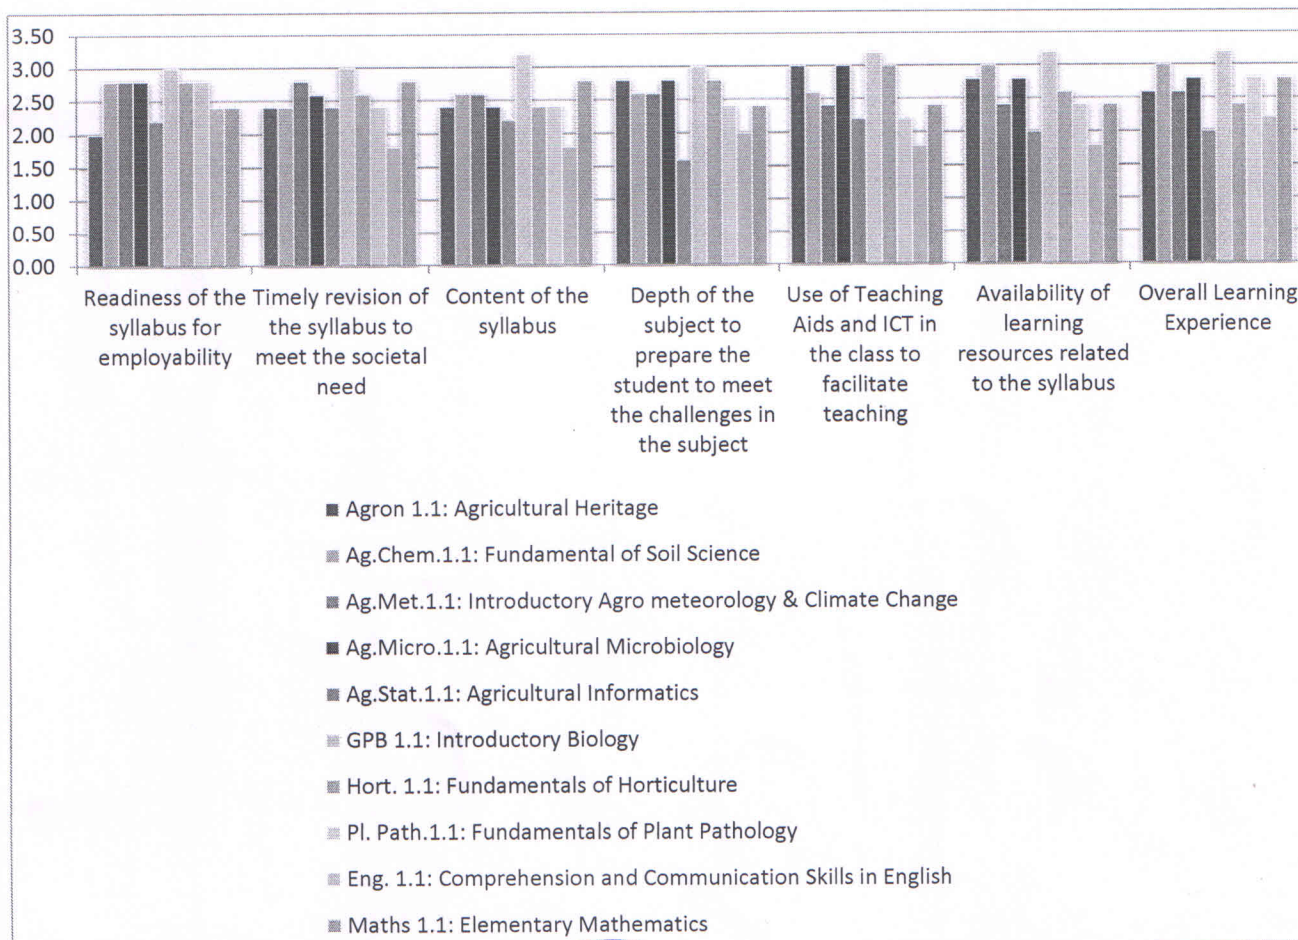 3.50
3.00
2.50
2.00
1.50
1.00
0.50
0.00
Readiness of the
syllabus for
employability
Timely revision of
the syllabus to
meet the societal
need
Content of the
syllabus
Depth of the
subject to
prepare the
student to meet
the challenges in
the subject
Use of Teaching
Aids and ICT in
the class to
facilitate
teaching
Availability of
learning
resources related
to the syllabus
Overall Learning
Experience
Agron 1.1: Agricultural Heritage
Ag.Chem.1.1: Fundamental of Soil Science
Ag.Met.1.1: Introductory Agro meteorology & Climate Change
Ag.Micro.1.1: Agricultural Microbiology
Ag.Stat.1.1: Agricultural Informatics
GPB 1.1: Introductory Biology
Hort. 1.1: Fundamentals of Horticulture
Pl. Path.1.1: Fundamentals of Plant Pathology
Eng. 1.1: Comprehension and Communication Skills in English
Maths 1.1: Elementary Mathematics